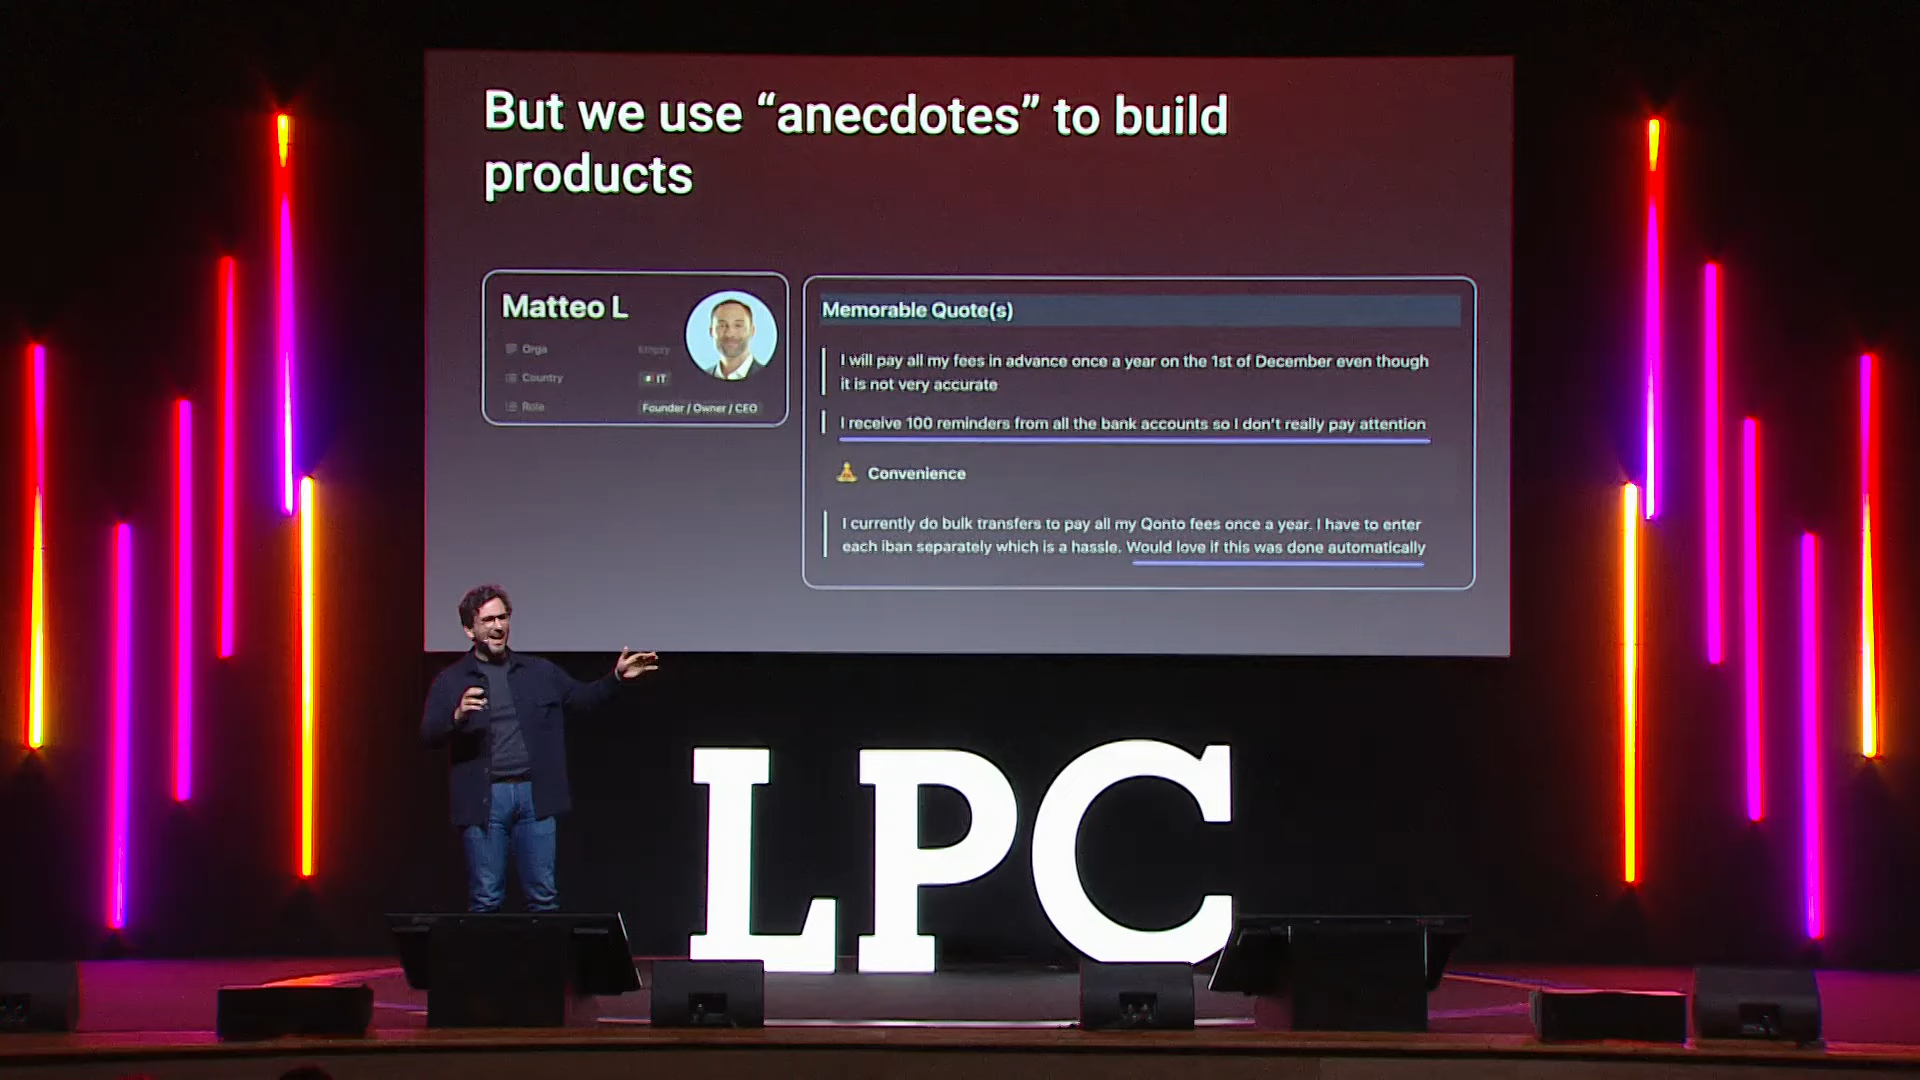 But we use “anecdotes” to build
products
Matteo L
Orga Empty
Country IT
Role Founder / Owner / CEO
Memorable Quote(s)
I will pay all my fees in advance once a year on the 1st of December even though
it is not very accurate
I receive 100 reminders from all the bank accounts so I don't really pay attention
Convenience
I currently do bulk transfers to pay all my Qonto fees once a year. I have to enter
each iban separately which is a hassle. Would love if this was done automatically
LPC